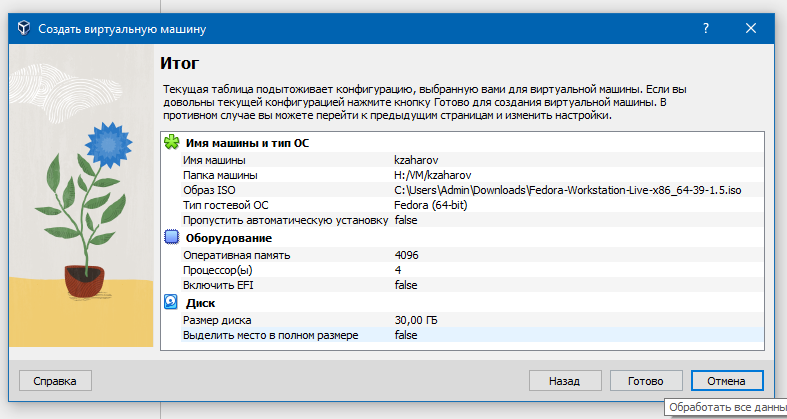 Создать виртуальную машину
?
Итог
Текущая таблица подытоживает конфигурацию, выбранную вами для виртуальной машины. Если вы
довольны текущей конфигурацией нажмите кнопку Готово для создания виртуальной машины. В
противном случае вы можете перейти к предыдущим страницам и изменить настройки.
Имя машины и тип ОС
Имя машины kzaharov
Папка машины H:/VM/kzaharov
Образ ISO C:\Users\Admin\Downloads\Fedora-Workstation-Live-x86_64-39-1.5.iso
Тип гостевой ОС Fedora (64-bit)
Пропустить автоматическую установку false
Оборудование
Оперативная память 4096
Процессор(ы) 4
Включить EFI false
Диск
Размер диска 30,00 ГБ
Выделить место в полном размере false
Справка Назад Готово Отмена
Обработать все данны